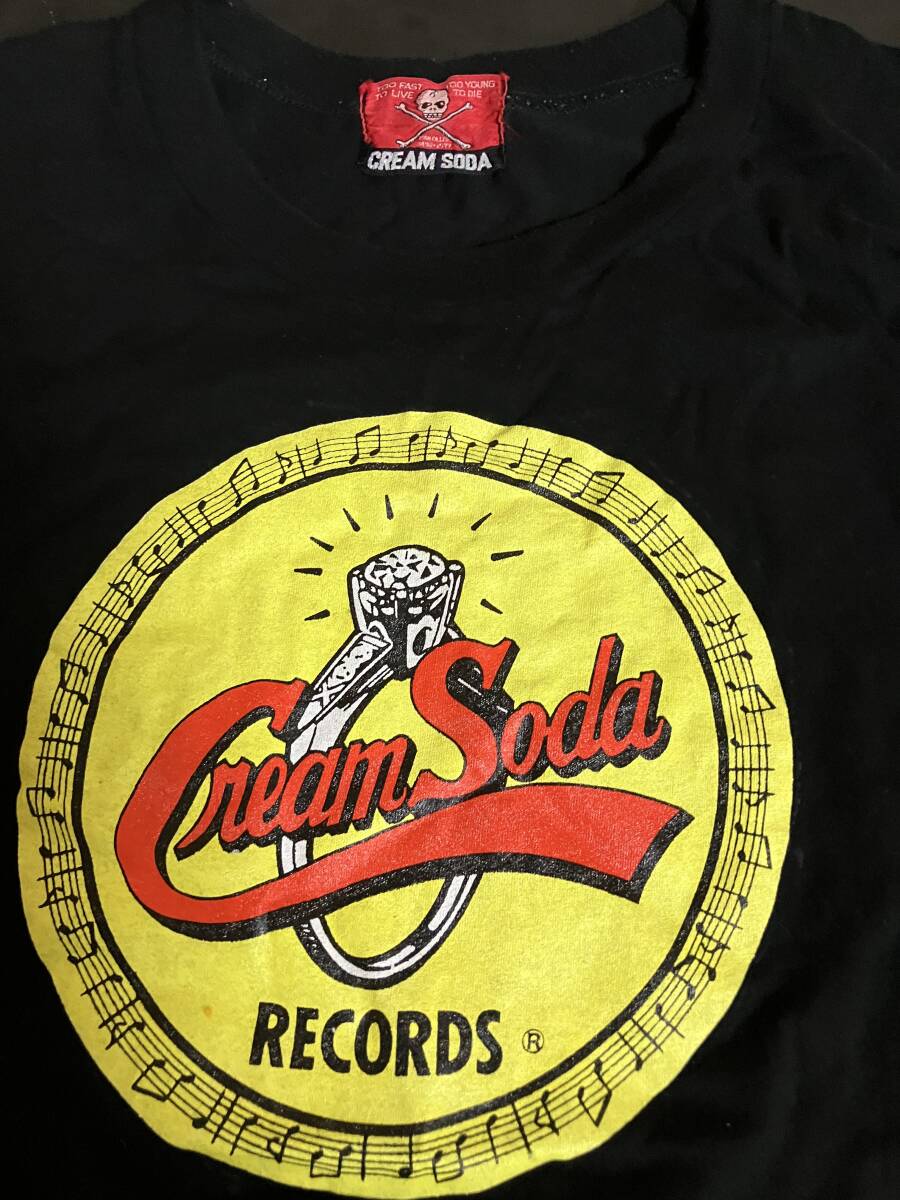 TOO FAST TOO YOUNG
TO LIVE TO DIE
CREAM SODA
Cream Soda
RECORDS ®